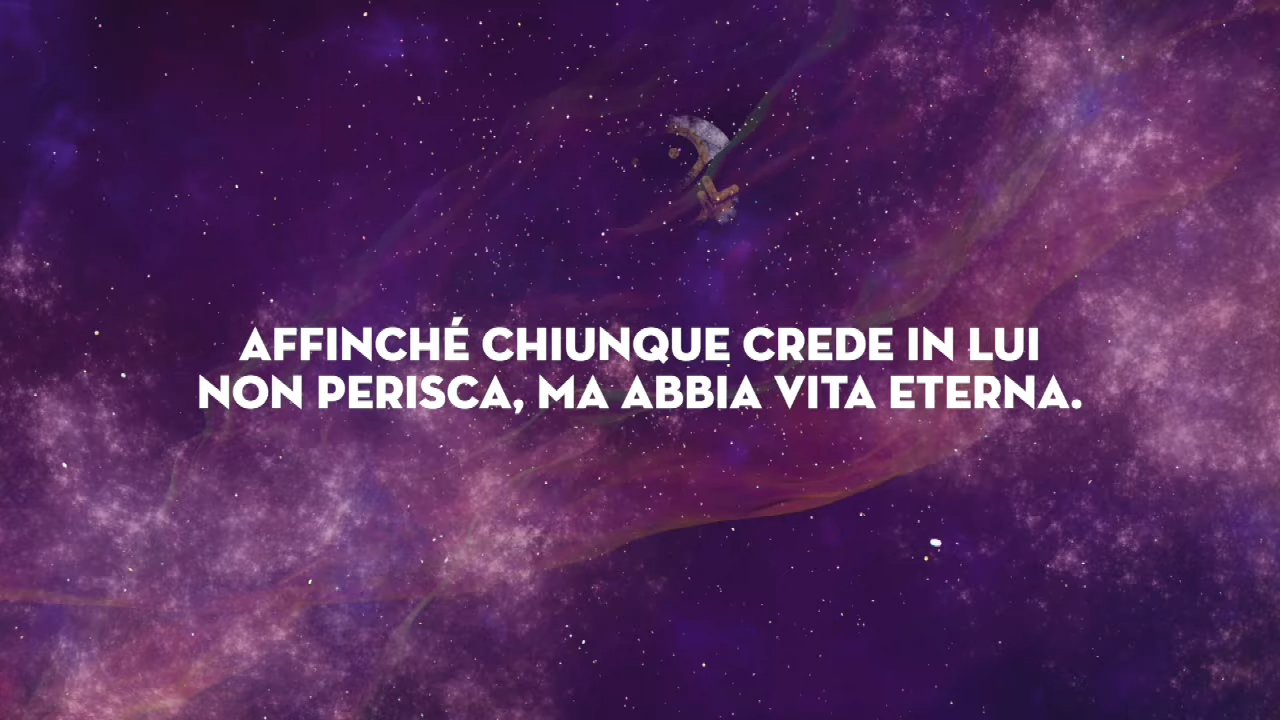 AFFINCHÉ CHIUNQUE CREDE IN LUI
NON PERISCA, MA ABBIA VITA ETERNA.